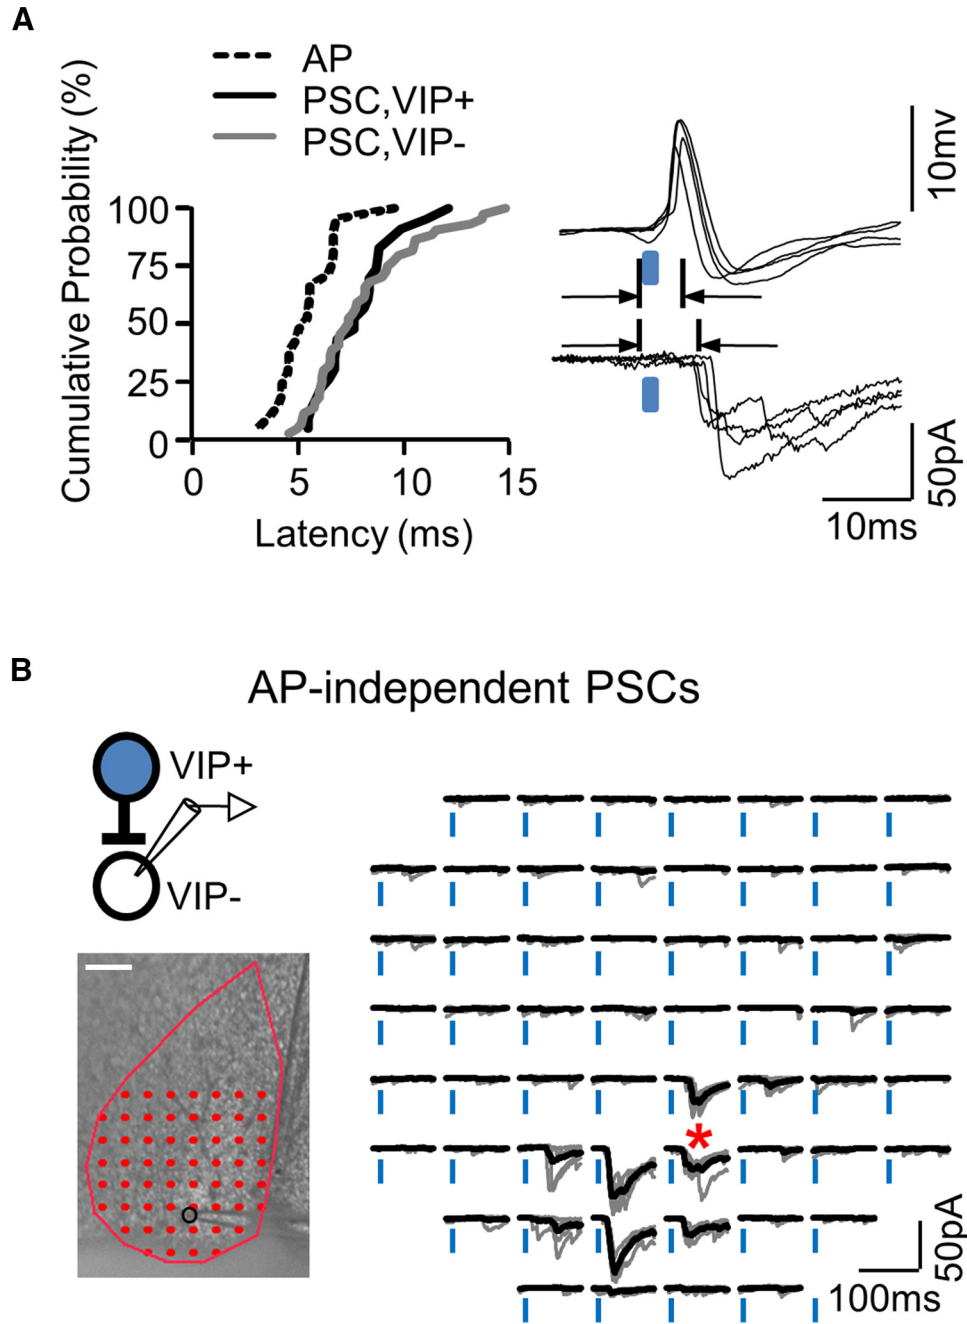 A
AP
PSC,VIP+
PSC,VIP-
Cumulative Probability (%)
100
75
50
25
0
0 5 10 15
Latency (ms)
10mv
50pA
10ms
B
AP-independent PSCs
VIP+
VIP-
*
50pA
100ms